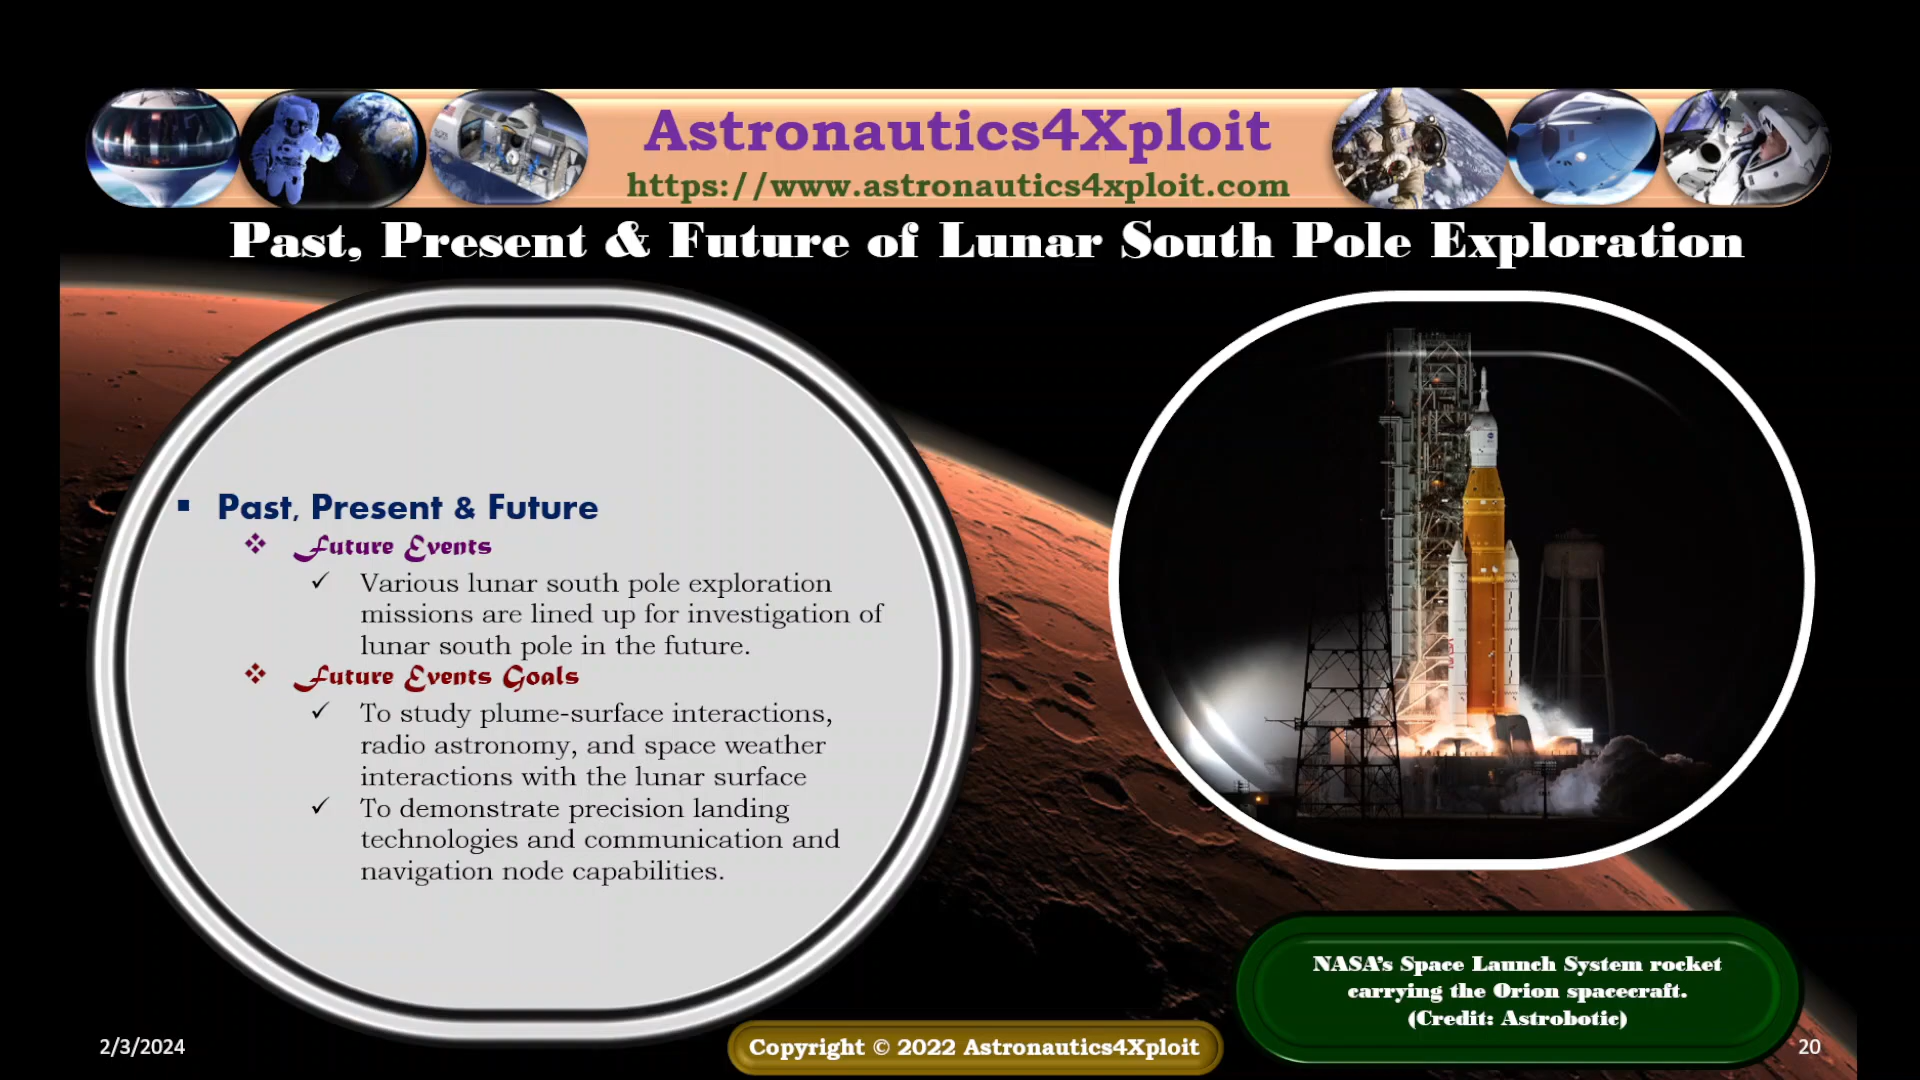 Astronautics4Xploit
https://www.astronautics4xploit.com
Past, Present & Future of Lunar South Pole Exploration
Past, Present & Future
Future Events
Various lunar south pole exploration
missions are lined up for investigation of
lunar south pole in the future.
Future Events Goals
To study plume-surface interactions,
radio astronomy, and space weather
interactions with the lunar surface
To demonstrate precision landing
technologies and communication and
navigation node capabilities.
NASA's Space Launch System rocket
carrying the Orion spacecraft.
(Credit: Astrobotic)
2/3/2024
Copyright © 2022 Astronautics4Xploit
20